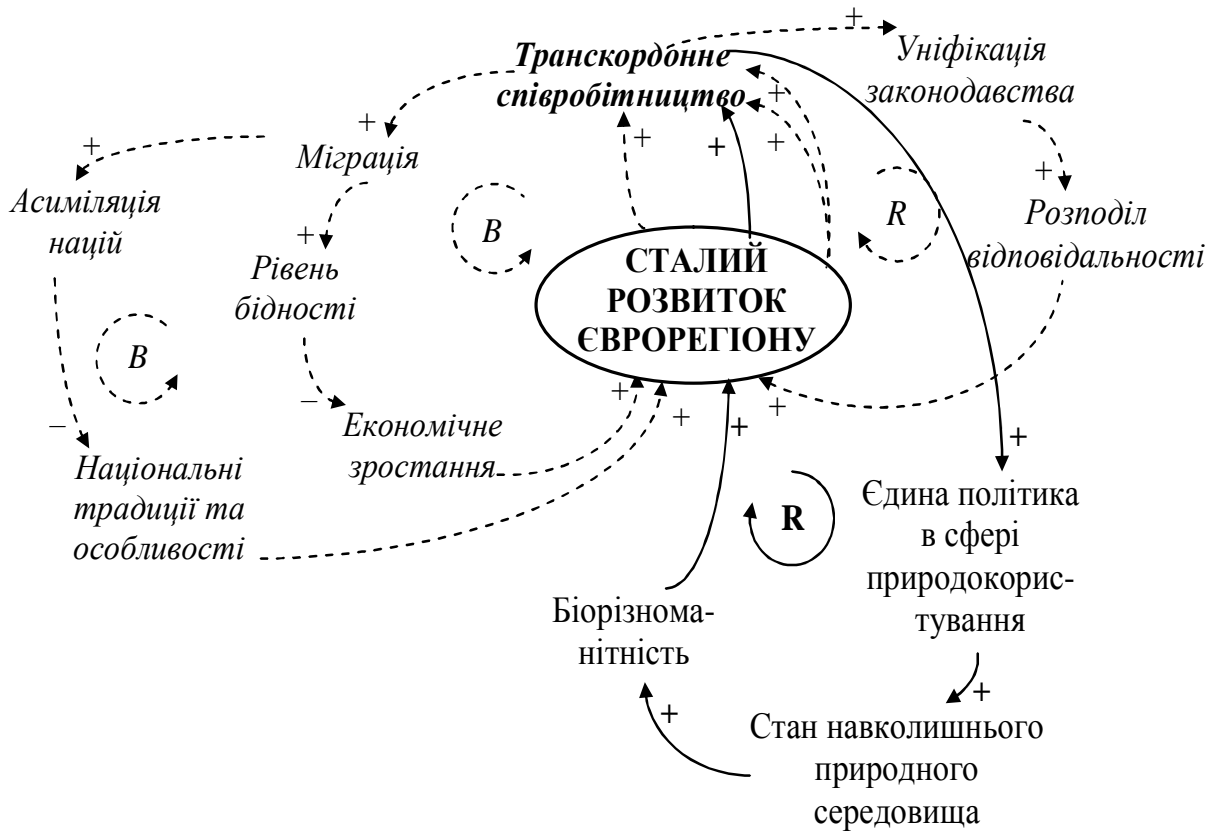 Транскордонне
співробітництво
Уніфікація
законодавства
+
+
+
+
+
+
+
+
+
Міграція
Асиміляція
націй
B
R
Розподіл
відповідальності
+
Рівень
бідності
СТАЛИЙ
РОЗВИТОК
ЄВРОРЕГІОНУ
B
–
–
+
+
+
+
Економічне
зростання
+
Національні
традиції та
особливості
R
Єдина політика
в сфері
природокорис-
тування
Біорізнома-
нітність
+
+
Стан навколишнього
природного
середовища